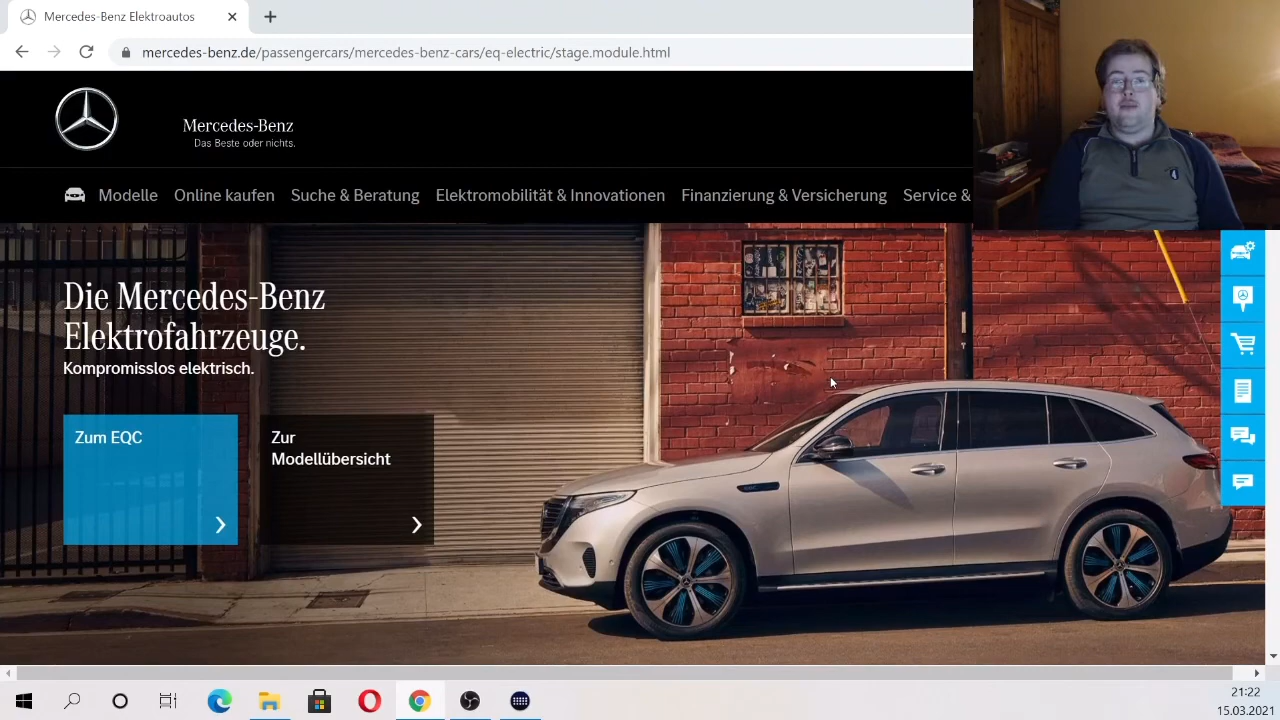 Mercedes-Benz Elektroautos
mercedes-benz.de/passengercars/mercedes-benz-cars/eq-electric/stage.module.html
Mercedes-Benz
Das Beste oder nichts.
Modelle
Online kaufen
Suche & Beratung
Elektromobilität & Innovationen
Finanzierung & Versicherung
Service &
Die Mercedes-Benz
Elektrofahrzeuge.
Kompromisslos elektrisch.
Zum EQC
Zur
Modellübersicht
21:22
15.03.2021